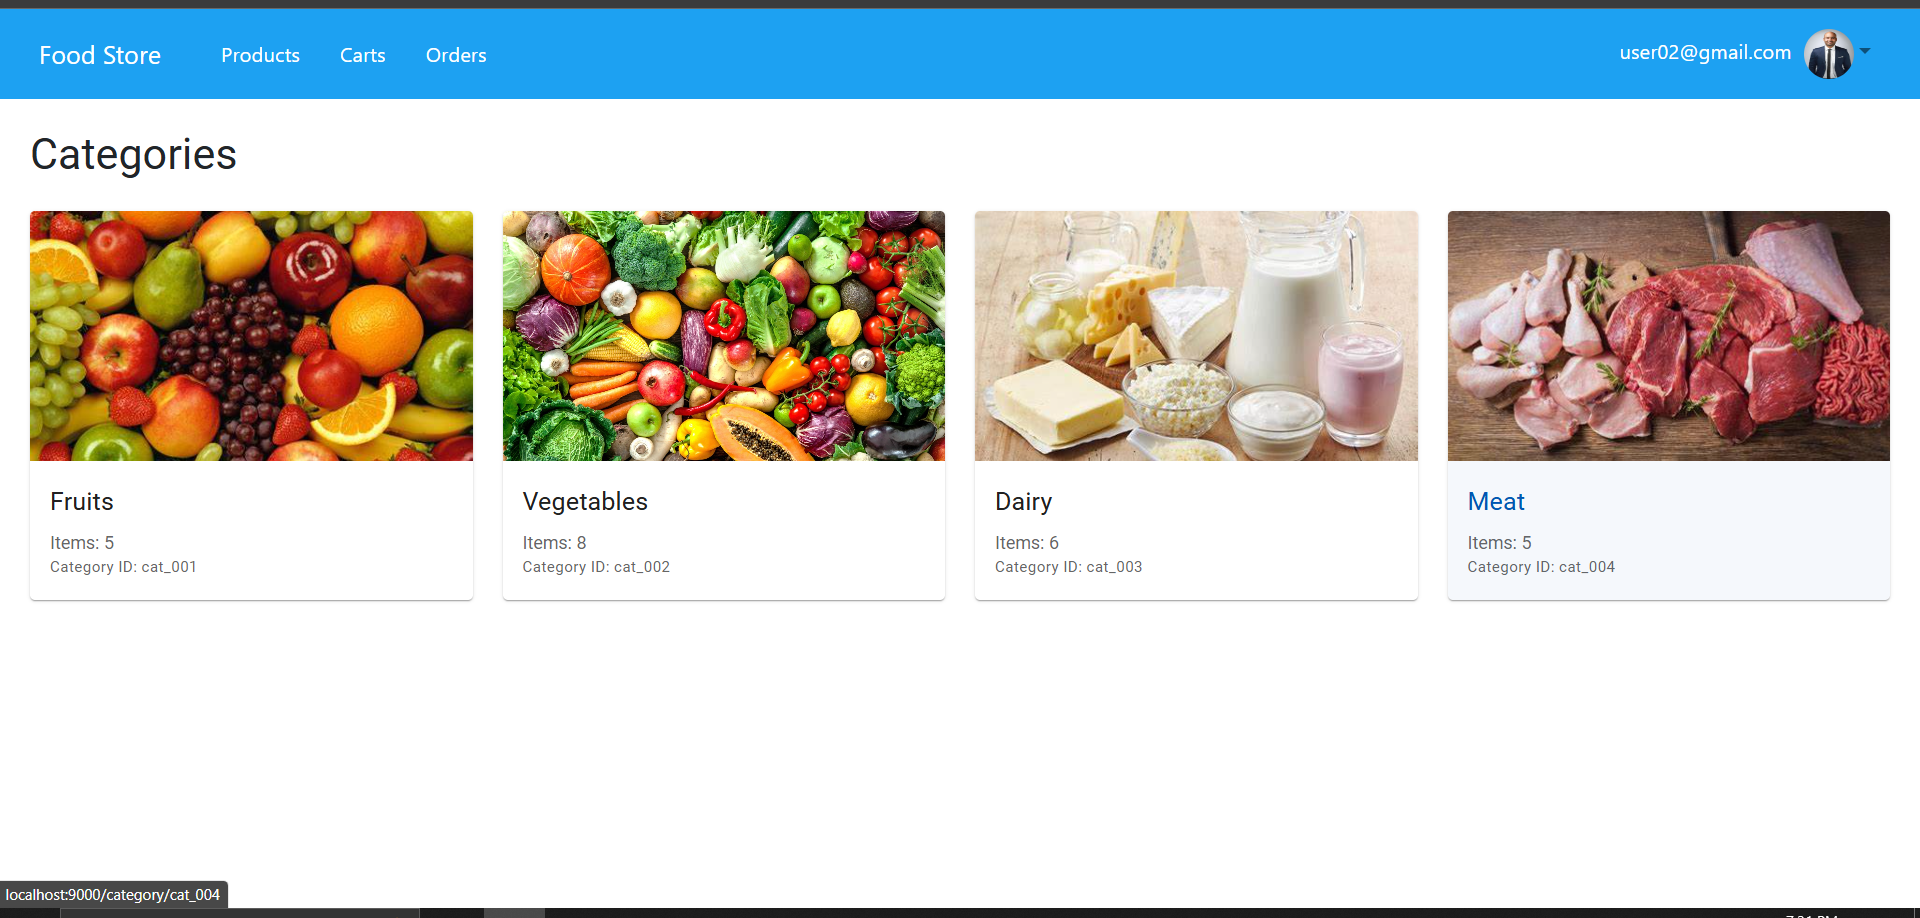 Food Store Products Carts Orders user02@gmail.com
Categories
Fruits
Items: 5
Category ID: cat_001
Vegetables
Items: 8
Category ID: cat_002
Dairy
Items: 6
Category ID: cat_003
Meat
Items: 5
Category ID: cat_004
localhost:9000/category/cat_004